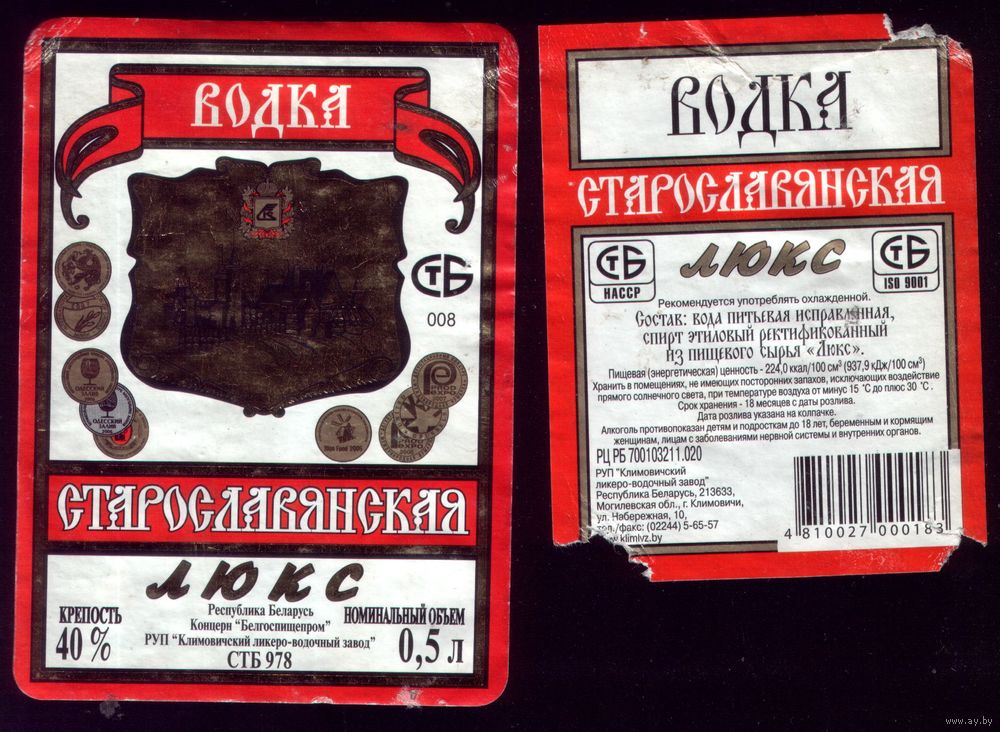 ВОДКА
СТБ
008
PROD EXPO
ОДЕССКИЙ ЗАЛИВ
СТАРОСЛАВЯНСКАЯ
ЛЮКС
КРЕПОСТЬ
40 %
Республика Беларусь
Концерн "Белгоспищепром"
РУП "Климовичский ликеро-водочный завод"
СТБ 978
НОМИНАЛЬНЫЙ ОБЪЕМ
0,5 л
ВОДКА
СТАРОСЛАВЯНСКАЯ
СТБ
НАССР
ЛЮКС
СТБ
ISO 9001
Рекомендуется употреблять охлажденной.
Состав: вода питьевая исправленная,
спирт этиловый ректификованный
из пищевого сырья «Люкс».
Пищевая (энергетическая) ценность - 224,0 ккал/100 см³ (937,9 кДж/100 см³)
Хранить в помещениях, не имеющих посторонних запахов, исключающих воздействие
прямого солнечного света, при температуре воздуха от минус 15 °С до плюс 30 °С .
Срок хранения - 18 месяцев с даты розлива.
Дата розлива указана на колпачке.
Алкоголь противопоказан детям и подросткам до 18 лет, беременным и кормящим
женщинам, лицам с заболеваниями нервной системы и внутренних органов.
РЦ РБ 700103211.020
РУП "Климовичский
ликеро-водочный завод"
Республика Беларусь, 213633,
Могилевская обл., г. Климовичи,
ул. Набережная, 10,
тел./факс: (02244) 5-65-57
klimlvz.by
4 810027 000183
www.ay.by